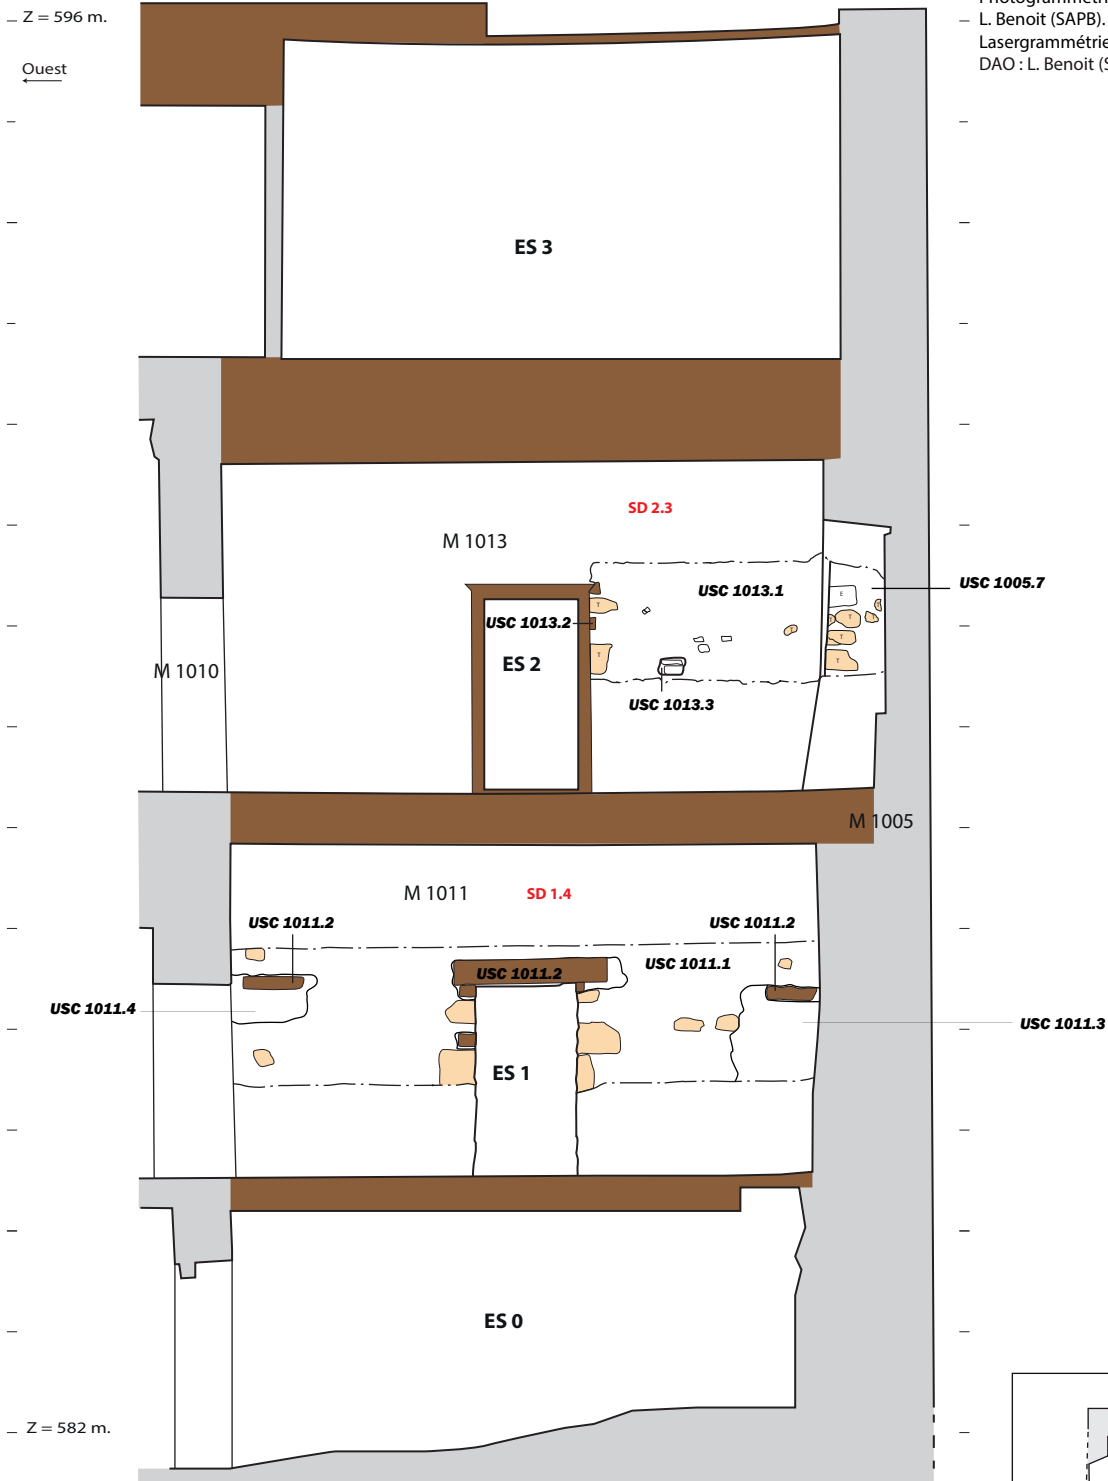 Z = 596 m.
L. Benoit (SAPB).
Lasergrammétrie
DAO : L. Benoit (S
Ouest
ES 3
SD 2.3
M 1013
USC 1013.1
USC 1005.7
E
T
USC 1013.2
T
T
T
T
ES 2
M 1010
T
T
USC 1013.3
M 1005
M 1011
SD 1.4
USC 1011.2
USC 1011.2
USC 1011.1
USC 1011.2
USC 1011.4
USC 1011.3
ES 1
ES 0
Z = 582 m.